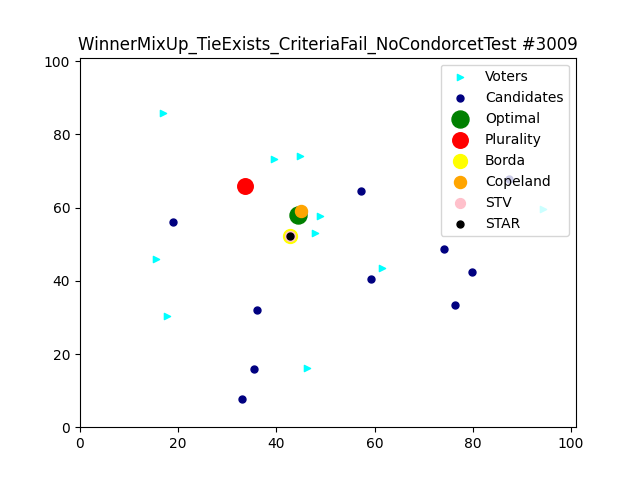 WinnerMixUp_TieExists_CriteriaFail_NoCondorcetTest #3009
100
80
60
40
20
0
0 20 40 60 80 100
Voters
Candidates
Optimal
Plurality
Borda
Copeland
STV
STAR